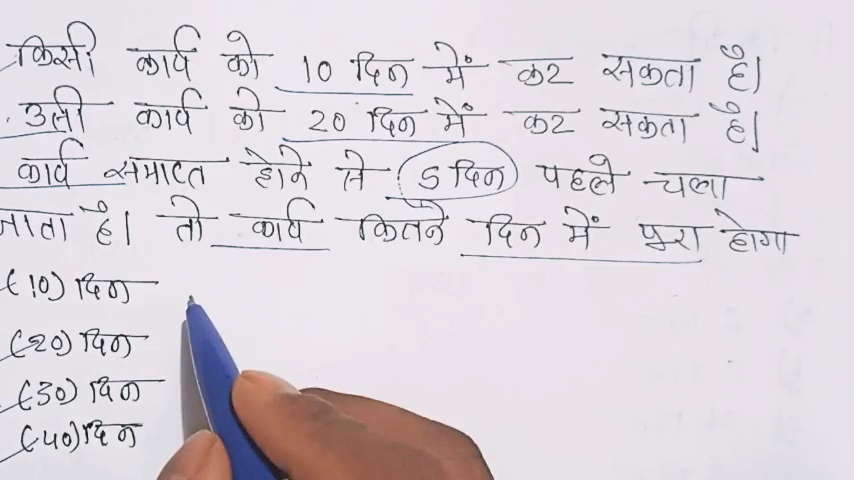 किसी कार्य को 10 दिन में कर सकता है।
उसी कार्य को 20 दिन में कर सकता है।
कार्य समाप्त होने से 5 दिन पहले चला
जाता है। तो कार्य कितने दिन में पूरा होगा
(10) दिन
(20) दिन
(30) दिन
(40) दिन